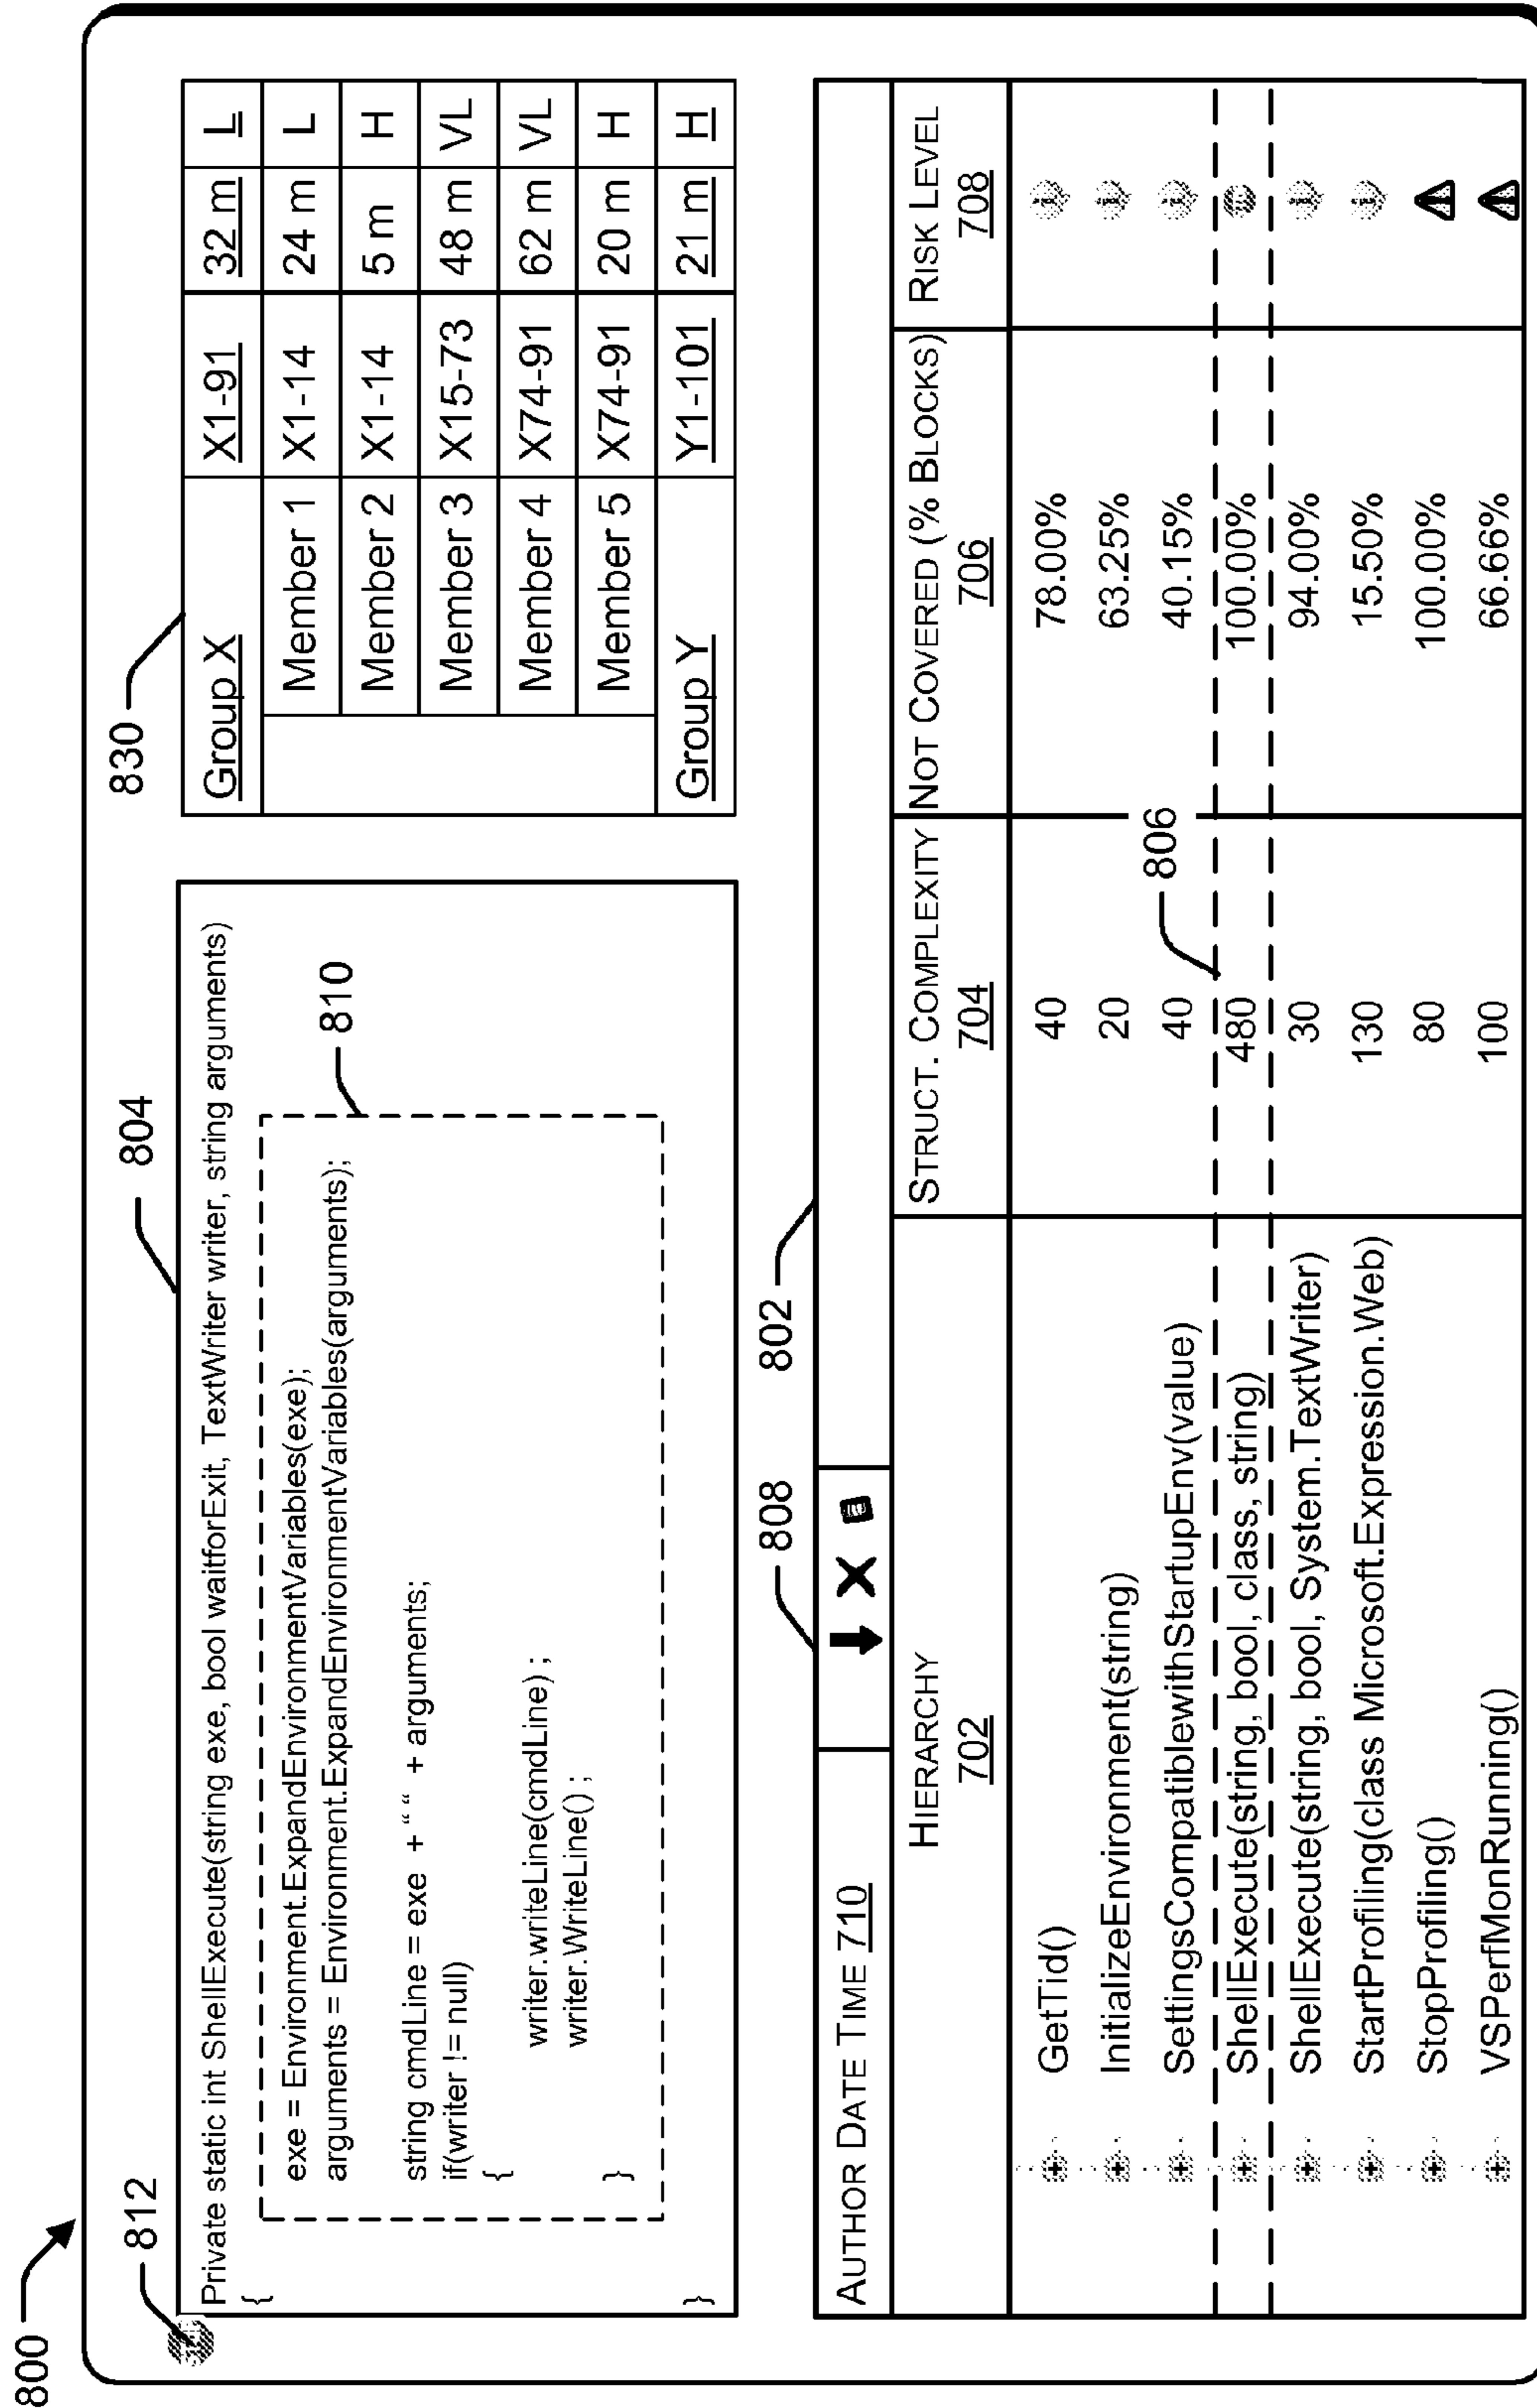 800
812
804
830
Private static int ShellExecute(string exe, bool waitforExit, TextWriter writer, string arguments)
{
810
exe = Environment.ExpandEnvironmentVariables(exe);
arguments = Environment.ExpandEnvironmentVariables(arguments);
string cmdLine = exe + “ “ + arguments;
if(writer != null)
{
writer.writeLine(cmdLine) ;
writer.WriteLine() ;
}
}
Group X X1-91 32 m L
Member 1 X1-14 24 m L
Member 2 X1-14 5 m H
Member 3 X15-73 48 m VL
Member 4 X74-91 62 m VL
Member 5 X74-91 20 m H
Group Y Y1-101 21 m H
808
802
AUTHOR DATE TIME 710
HIERARCHY STRUCT. COMPLEXITY NOT COVERED (% BLOCKS) RISK LEVEL
702 704 706 708
GetTid() 40 78.00%
InitializeEnvironment(string) 20 63.25%
SettingsCompatiblewithStartupEnv(value) 40 40.15%
806
ShellExecute(string, bool, class, string) 480 100.00%
ShellExecute(string, bool, System.TextWriter) 30 94.00%
StartProfiling(class Microsoft.Expression.Web) 130 15.50%
StopProfiling() 80 100.00%
VSPerfMonRunning() 100 66.66%